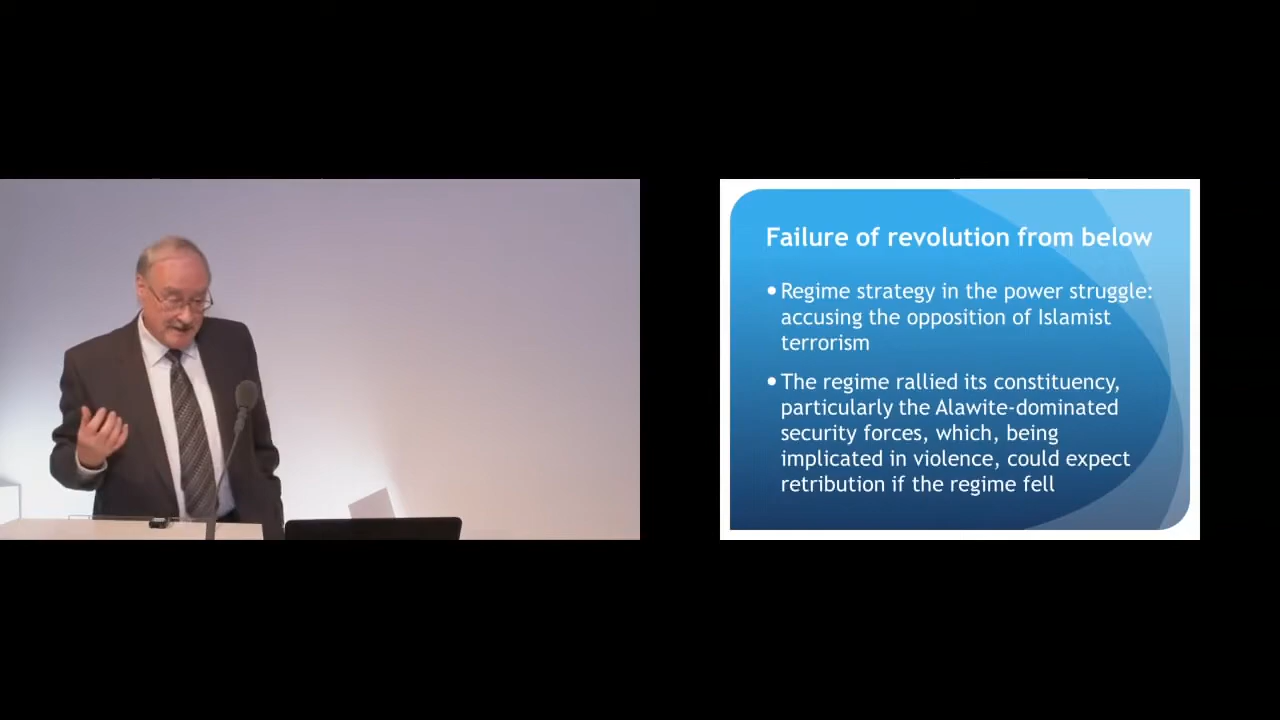 Failure of revolution from below
• Regime strategy in the power struggle:
accusing the opposition of Islamist
terrorism
• The regime rallied its constituency,
particularly the Alawite-dominated
security forces, which, being
implicated in violence, could expect
retribution if the regime fell